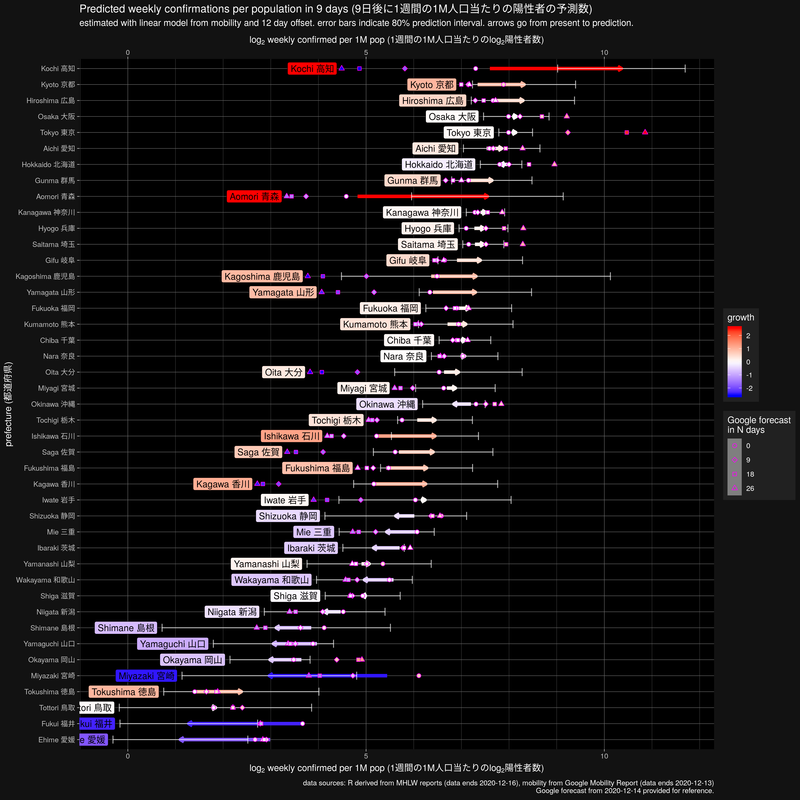 Predicted weekly confirmations per population in 9 days (9日後に1週間の1M人口当たりの陽性者の予測数)
estimated with linear model from mobility and 12 day offset. error bars indicate 80% prediction interval. arrows go from present to prediction.
log2 weekly confirmed per 1M pop (1週間の1M人口当たりのlog2陽性者数)
0 5 10
prefecture (都道府県)
Kochi 高知 Kochi 高知
Kyoto 京都 Kyoto 京都
Hiroshima 広島 Hiroshima 広島
Osaka 大阪 Osaka 大阪
Tokyo 東京 Tokyo 東京
Aichi 愛知 Aichi 愛知
Hokkaido 北海道 Hokkaido 北海道
Gunma 群馬 Gunma 群馬
Aomori 青森 Aomori 青森
Kanagawa 神奈川 Kanagawa 神奈川
Hyogo 兵庫 Hyogo 兵庫
Saitama 埼玉 Saitama 埼玉
Gifu 岐阜 Gifu 岐阜
Kagoshima 鹿児島 Kagoshima 鹿児島
Yamagata 山形 Yamagata 山形
Fukuoka 福岡 Fukuoka 福岡
Kumamoto 熊本 Kumamoto 熊本
Chiba 千葉 Chiba 千葉
Nara 奈良 Nara 奈良
Oita 大分 Oita 大分
Miyagi 宮城 Miyagi 宮城
Okinawa 沖縄 Okinawa 沖縄
Tochigi 栃木 Tochigi 栃木
Ishikawa 石川 Ishikawa 石川
Saga 佐賀 Saga 佐賀
Fukushima 福島 Fukushima 福島
Kagawa 香川 Kagawa 香川
Iwate 岩手 Iwate 岩手
Shizuoka 静岡 Shizuoka 静岡
Mie 三重 Mie 三重
Ibaraki 茨城 Ibaraki 茨城
Yamanashi 山梨 Yamanashi 山梨
Wakayama 和歌山 Wakayama 和歌山
Shiga 滋賀 Shiga 滋賀
Niigata 新潟 Niigata 新潟
Shimane 島根 Shimane 島根
Yamaguchi 山口 Yamaguchi 山口
Okayama 岡山 Okayama 岡山
Miyazaki 宮崎 Miyazaki 宮崎
Tokushima 徳島 Tokushima 徳島
Tottori 鳥取 tori 鳥取
Fukui 福井 kui 福井
Ehime 愛媛 e 愛媛
growth
2
1
0
-1
-2
Google forecast
in N days
0
9
18
26
0 5 10
log2 weekly confirmed per 1M pop (1週間の1M人口当たりのlog2陽性者数)
data sources: R derived from MHLW reports (data ends 2020-12-16), mobility from Google Mobility Report (data ends 2020-12-13)
Google forecast from 2020-12-14 provided for reference.